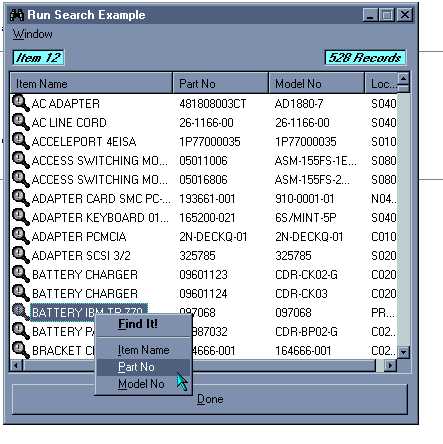 Run Search Example
Window
Item 12 528 Records
Item Name Part No Model No Loc...
AC ADAPTER 481808003CT AD1880-7 S040
AC LINE CORD 26-1166-00 26-1166-00 S040
ACCELEPORT 4EISA 1P77000035 1P77000035 S010
ACCESS SWITCHING MO... 05011006 ASM-155FS-1E... S080
ACCESS SWITCHING MO... 05016806 ASM-155FS-2... S080
ADAPTER CARD SMC PC-... 193661-001 910-0001-01 N04...
ADAPTER KEYBOARD 01... 165200-021 6S/MINT-5P S040
ADAPTER PCMCIA 2N-DECKQ-01 2N-DECKQ-01 C010
ADAPTER SCSI 3/2 325785 325785 S020
BATTERY CHARGER 09601123 CDR-CK02-G C020
BATTERY CHARGER 09601124 CDR-CK03 C020
BATTERY IBM TP 770 097068 097068 PR...
BATTERY PA 987032 CDR-BP02-G C02...
BRACKET C 164666-001 164666-001 C010
Find It!
Item Name
Part No
Model No
Done